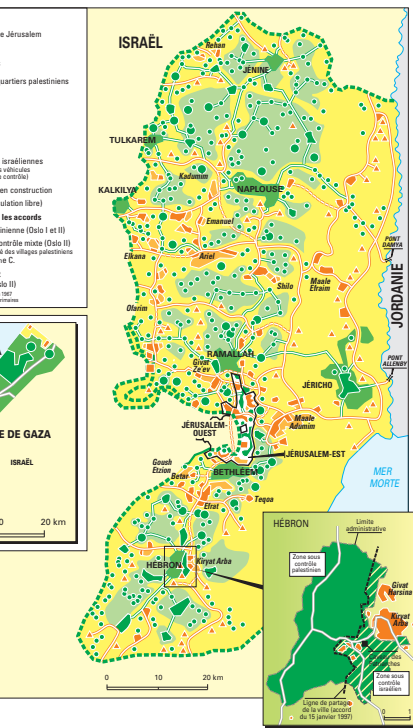 e Jérusalem
uartiers palestiniens
israéliennes
s véhicules
e contrôle)
en construction
ulation libre)
les accords
inienne (Oslo I et II)
ontrôle mixte (Oslo II)
é des villages palestiniens
ne C.
slo II)
1967
E DE GAZA
ISRAËL
0
20 km
ISRAËL
Rehan
JÉNINE
TULKAREM
Kadumim
NAPLOUSE
KALKILYA
Emanuel
Elkana
Ariel
PONT
DAMYA
Shilo
Maale
Efraim
JORDANIE
Ofarim
RAMALLAH
Givat
Ze'ev
PONT
ALLENBY
JÉRICHO
JÉRUSALEM-
OUEST
Maale
Adumim
JÉRUSALEM-EST
Goush
Etzion
Betar
BETHLÉEM
MER
MORTE
Teqoa
Efrat
HÉBRON
Kiryat Arba
0
10
20 km
HÉBRON
Limite
administrative
Zone sous
contrôle
palestinien
Givat
Harsina
Kiryat
Arba
Zone sous
contrôle
israélien
Ligne de partage
de la ville (accord
du 15 janvier 1997)
0
1